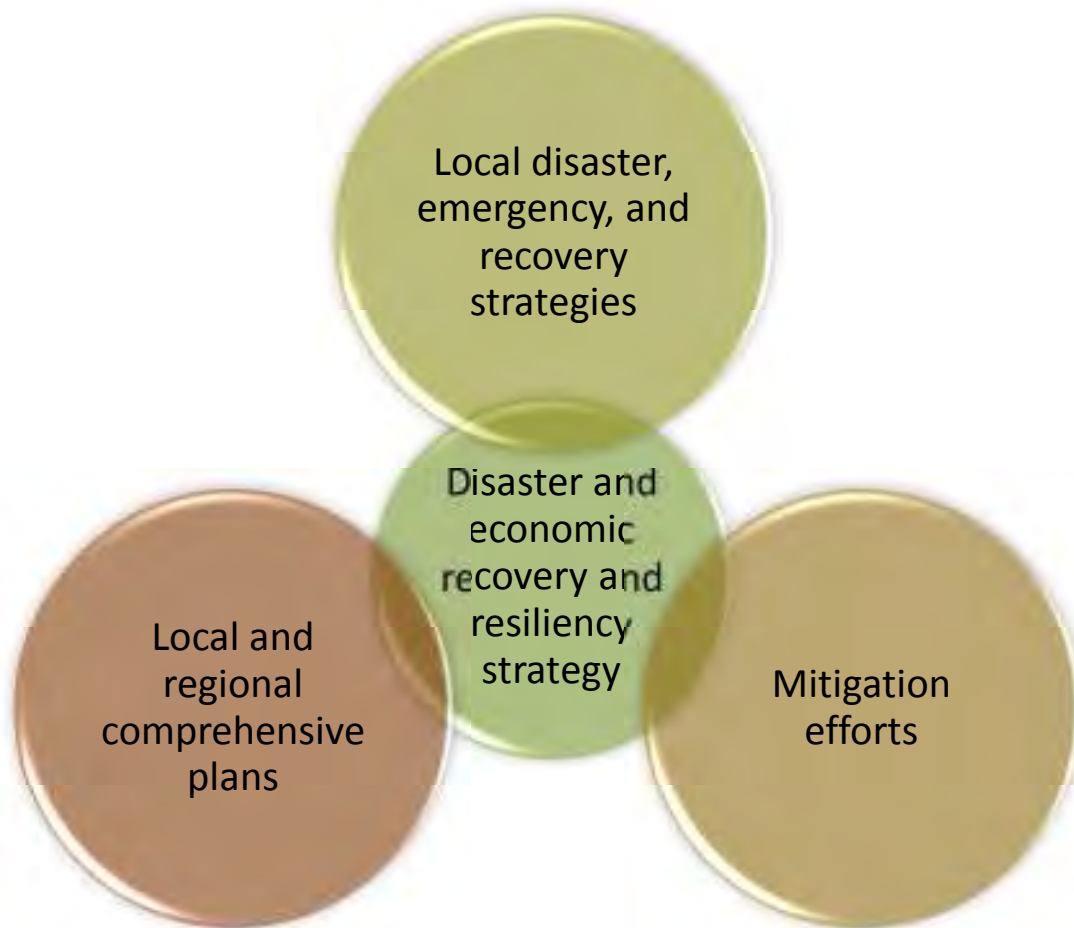 Local disaster,
emergency, and
recovery
strategies
Disaster and
economic
recovery and
resiliency
strategy
Local and
regional
comprehensive
plans
Mitigation
efforts